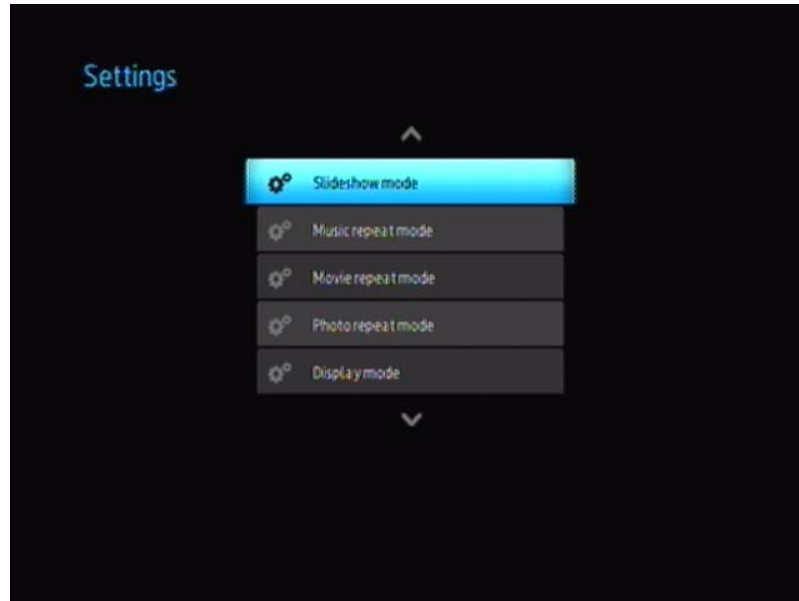 Settings
Slideshow mode
Music repeat mode
Movie repeat mode
Photo repeat mode
Display mode